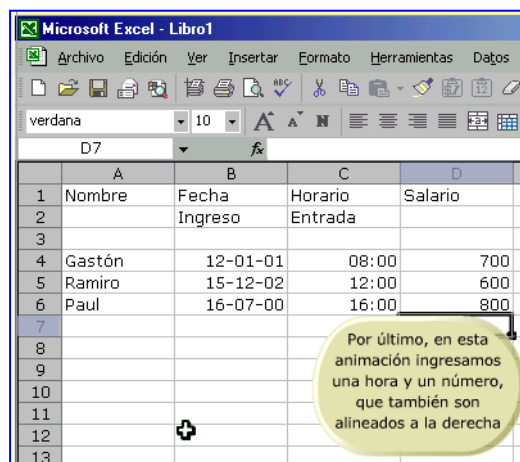 Microsoft Excel - Libro1
Archivo Edición Ver Insertar Formato Herramientas Datos
ABC
verdana 10 A A N
D7 fx
A B C D
1 Nombre Fecha Horario Salario
2 Ingreso Entrada
3
4 Gastón 12-01-01 08:00 700
5 Ramiro 15-12-02 12:00 600
6 Paul 16-07-00 16:00 800
7
8
9
10
11
12
13
Por último, en esta
animación ingresamos
una hora y un número,
que también son
alineados a la derecha